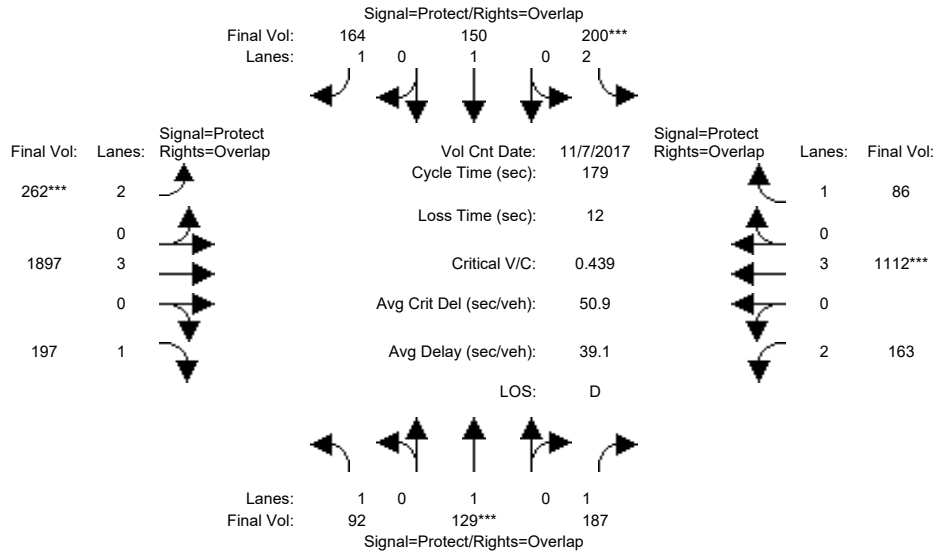 Signal=Protect/Rights=Overlap
Final Vol: 164 150 200***
Lanes: 1 0 1 0 2
Signal=Protect Signal=Protect
Final Vol: Lanes: Rights=Overlap Vol Cnt Date: 11/7/2017 Rights=Overlap Lanes: Final Vol:
Cycle Time (sec): 179
262*** 2 1 86
Loss Time (sec): 12
0 0
1897 3 Critical V/C: 0.439 3 1112***
0 Avg Crit Del (sec/veh): 50.9 0
197 1 Avg Delay (sec/veh): 39.1 2 163
LOS: D
Lanes: 1 0 1 0 1
Final Vol: 92 129*** 187
Signal=Protect/Rights=Overlap